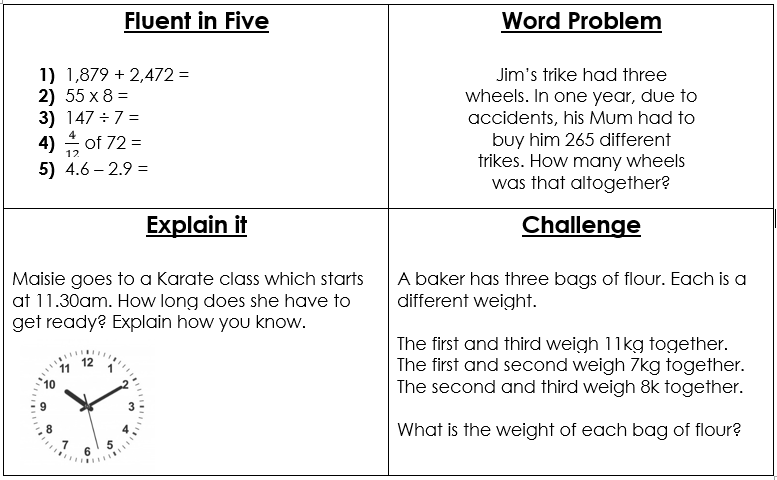 Fluent in Five
1) 1,879 + 2,472 =
2) 55 x 8 =
3) 147 ÷ 7 =
4) 4/12 of 72 =
5) 4.6 – 2.9 =
Word Problem
Jim's trike had three
wheels. In one year, due to
accidents, his Mum had to
buy him 265 different
trikes. How many wheels
was that altogether?
Explain it
Maisie goes to a Karate class which starts
at 11.30am. How long does she have to
get ready? Explain how you know.
12
1
2
3
4
5
6
7
8
9
10
11
Challenge
A baker has three bags of flour. Each is a
different weight.
The first and third weigh 11kg together.
The first and second weigh 7kg together.
The second and third weigh 8k together.
What is the weight of each bag of flour?